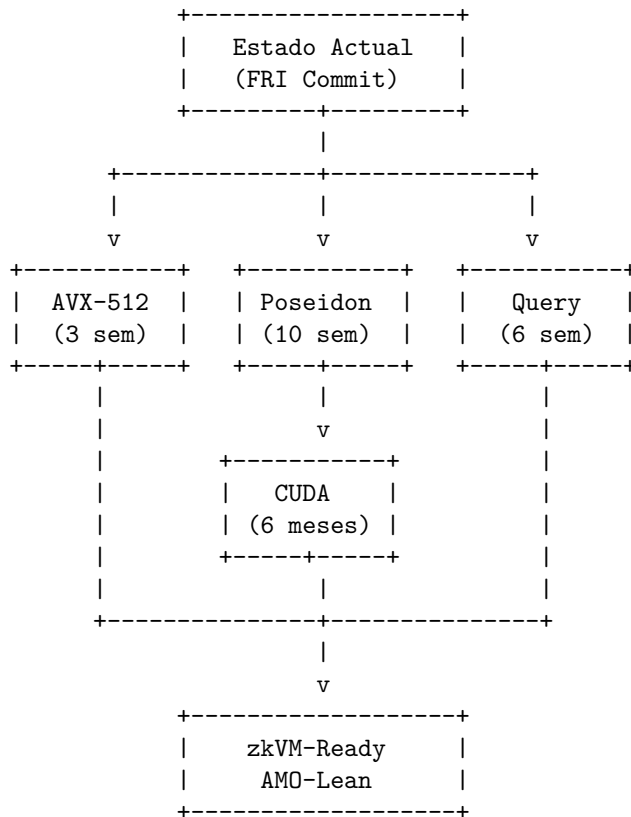 Estado Actual
(FRI Commit)
AVX-512 Poseidon Query
(3 sem) (10 sem) (6 sem)
CUDA
(6 meses)
zkVM-Ready
AMO-Lean